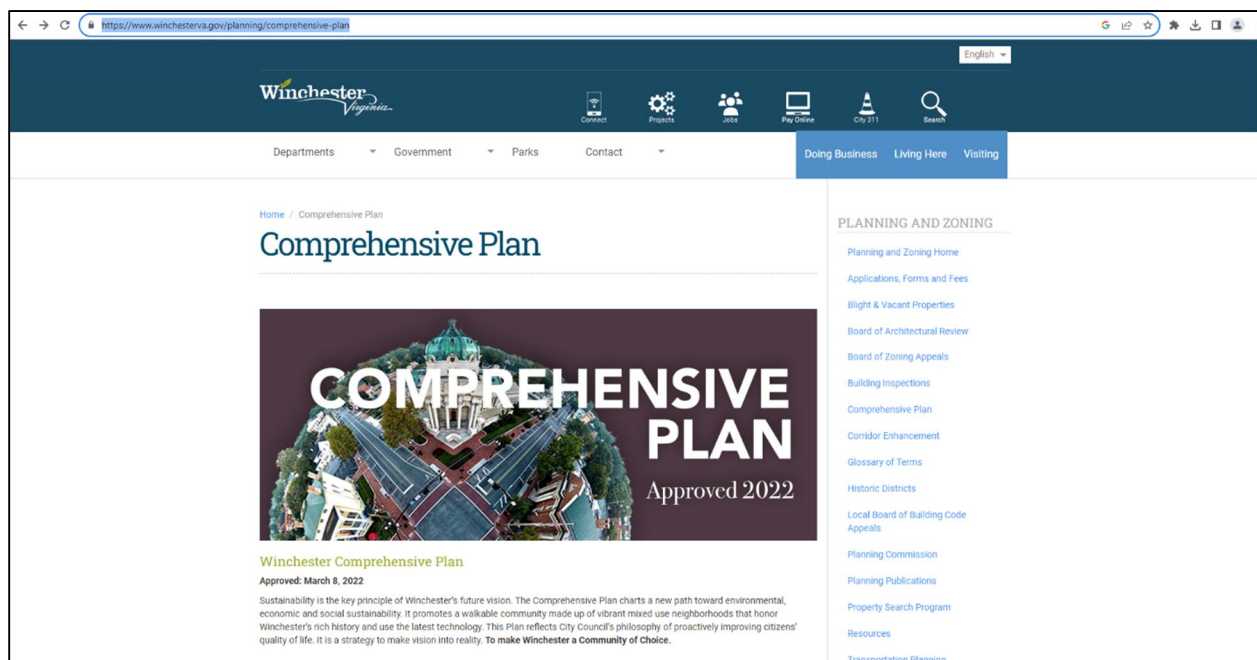 https://www.winchesterva.gov/planning/comprehensive-plan
English
Winchester
Virginia
Connect
Projects
Jobs
Pay Online
City 311
Search
Departments
Government
Parks
Contact
Doing Business
Living Here
Visiting
Home / Comprehensive Plan
Comprehensive Plan
COMPREHENSIVE
PLAN
Approved 2022
Winchester Comprehensive Plan
Approved: March 8, 2022
Sustainability is the key principle of Winchester's future vision. The Comprehensive Plan charts a new path toward environmental,
economic and social sustainability. It promotes a walkable community made up of vibrant mixed use neighborhoods that honor
Winchester's rich history and use the latest technology. This Plan reflects City Council's philosophy of proactively improving citizens'
quality of life. It is a strategy to make vision into reality. To make Winchester a Community of Choice.
PLANNING AND ZONING
Planning and Zoning Home
Applications, Forms and Fees
Blight & Vacant Properties
Board of Architectural Review
Board of Zoning Appeals
Building Inspections
Comprehensive Plan
Corridor Enhancement
Glossary of Terms
Historic Districts
Local Board of Building Code
Appeals
Planning Commission
Planning Publications
Property Search Program
Resources
Transportation Planning